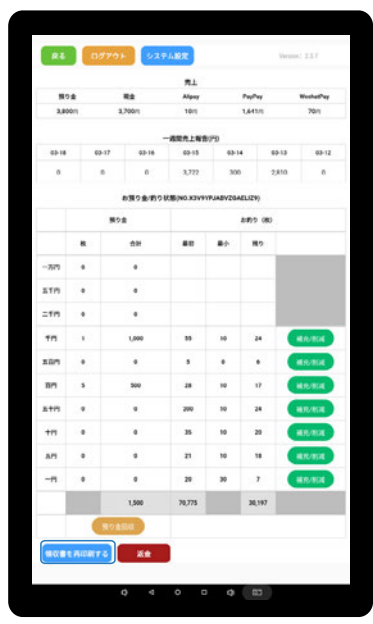 戻る ログアウト システム設定 Version: 2.3.7
売上
預り金 現金 Alipay PayPay WechatPay
3,800円 3,700円 10円 1,641円 70円
一週間売上報告(円)
03-18 03-17 03-16 03-15 03-14 03-13 03-12
0 0 0 3,722 300 2,810 0
お預り金/釣り状態(NO.X3V9YPJABVZ0AELIZ9)
預り金 お釣り (枚)
枚 合計 最初 最小 残り
一万円 0 0
五千円 0 0
二千円 0 0
千円 1 1,000 55 10 24 補充/削減
五百円 0 0 5 8 6 補充/削減
百円 5 500 28 10 17 補充/削減
五十円 0 0 200 10 24 補充/削減
十円 0 0 35 10 20 補充/削減
五円 0 0 21 10 18 補充/削減
一円 0 0 20 30 7 補充/削減
1,500 70,775 30,197
預り金回収
領収書を再印刷する 返金